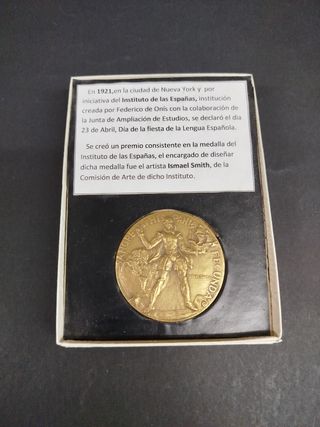 En 1921,en la ciudad de Nueva York y por
iniciativa del Instituto de las Españas, institución
creada por Federico de Onís con la colaboración de
la Junta de Ampliación de Estudios, se declaró el dia
23 de Abril, Dia de la fiesta de la Lengua Española.
Se creó un premio consistente en la medalla del
Instituto de las Españas, el encargado de diseñar
dicha medalla fue el artista Ismael Smith, de la
Comisión de Arte de dicho Instituto.